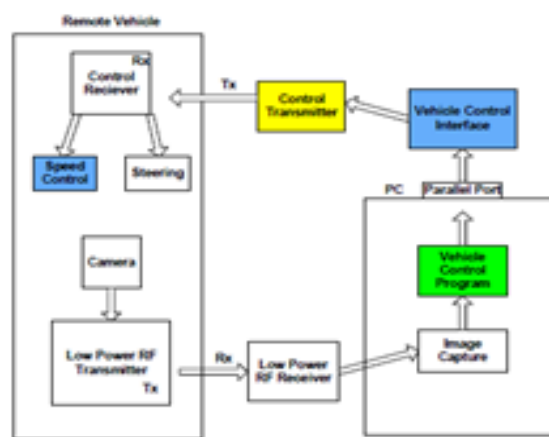 Remote Vehicle
Rx
Control
Reciever
Tx
Control
Transmitter
Vehicle Control
Interface
Speed
Control
Steering
PC
Parallel Port
Camera
Vehicle
Control
Program
Low Power RF
Transmitter
Tx
Rx
Low Power
RF Receiver
Image
Capture